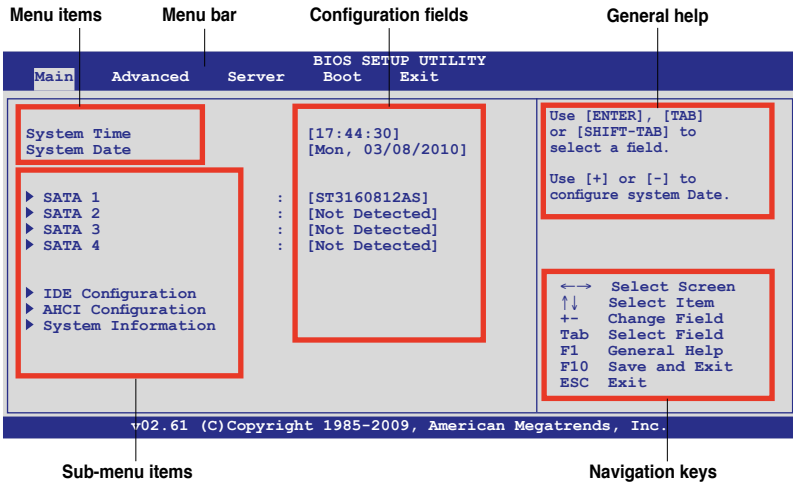 Menu items Menu bar Configuration fields General help
BIOS SETUP UTILITY
Main Advanced Server Boot Exit
System Time [17:44:30]
System Date [Mon, 03/08/2010]
SATA 1 : [ST3160812AS]
SATA 2 : [Not Detected]
SATA 3 : [Not Detected]
SATA 4 : [Not Detected]
IDE Configuration
AHCI Configuration
System Information
Use [ENTER], [TAB]
or [SHIFT-TAB] to
select a field.
Use [+] or [-] to
configure system Date.
←→ Select Screen
↑↓ Select Item
+- Change Field
Tab Select Field
F1 General Help
F10 Save and Exit
ESC Exit
v02.61 (C)Copyright 1985-2009, American Megatrends, Inc.
Sub-menu items Navigation keys